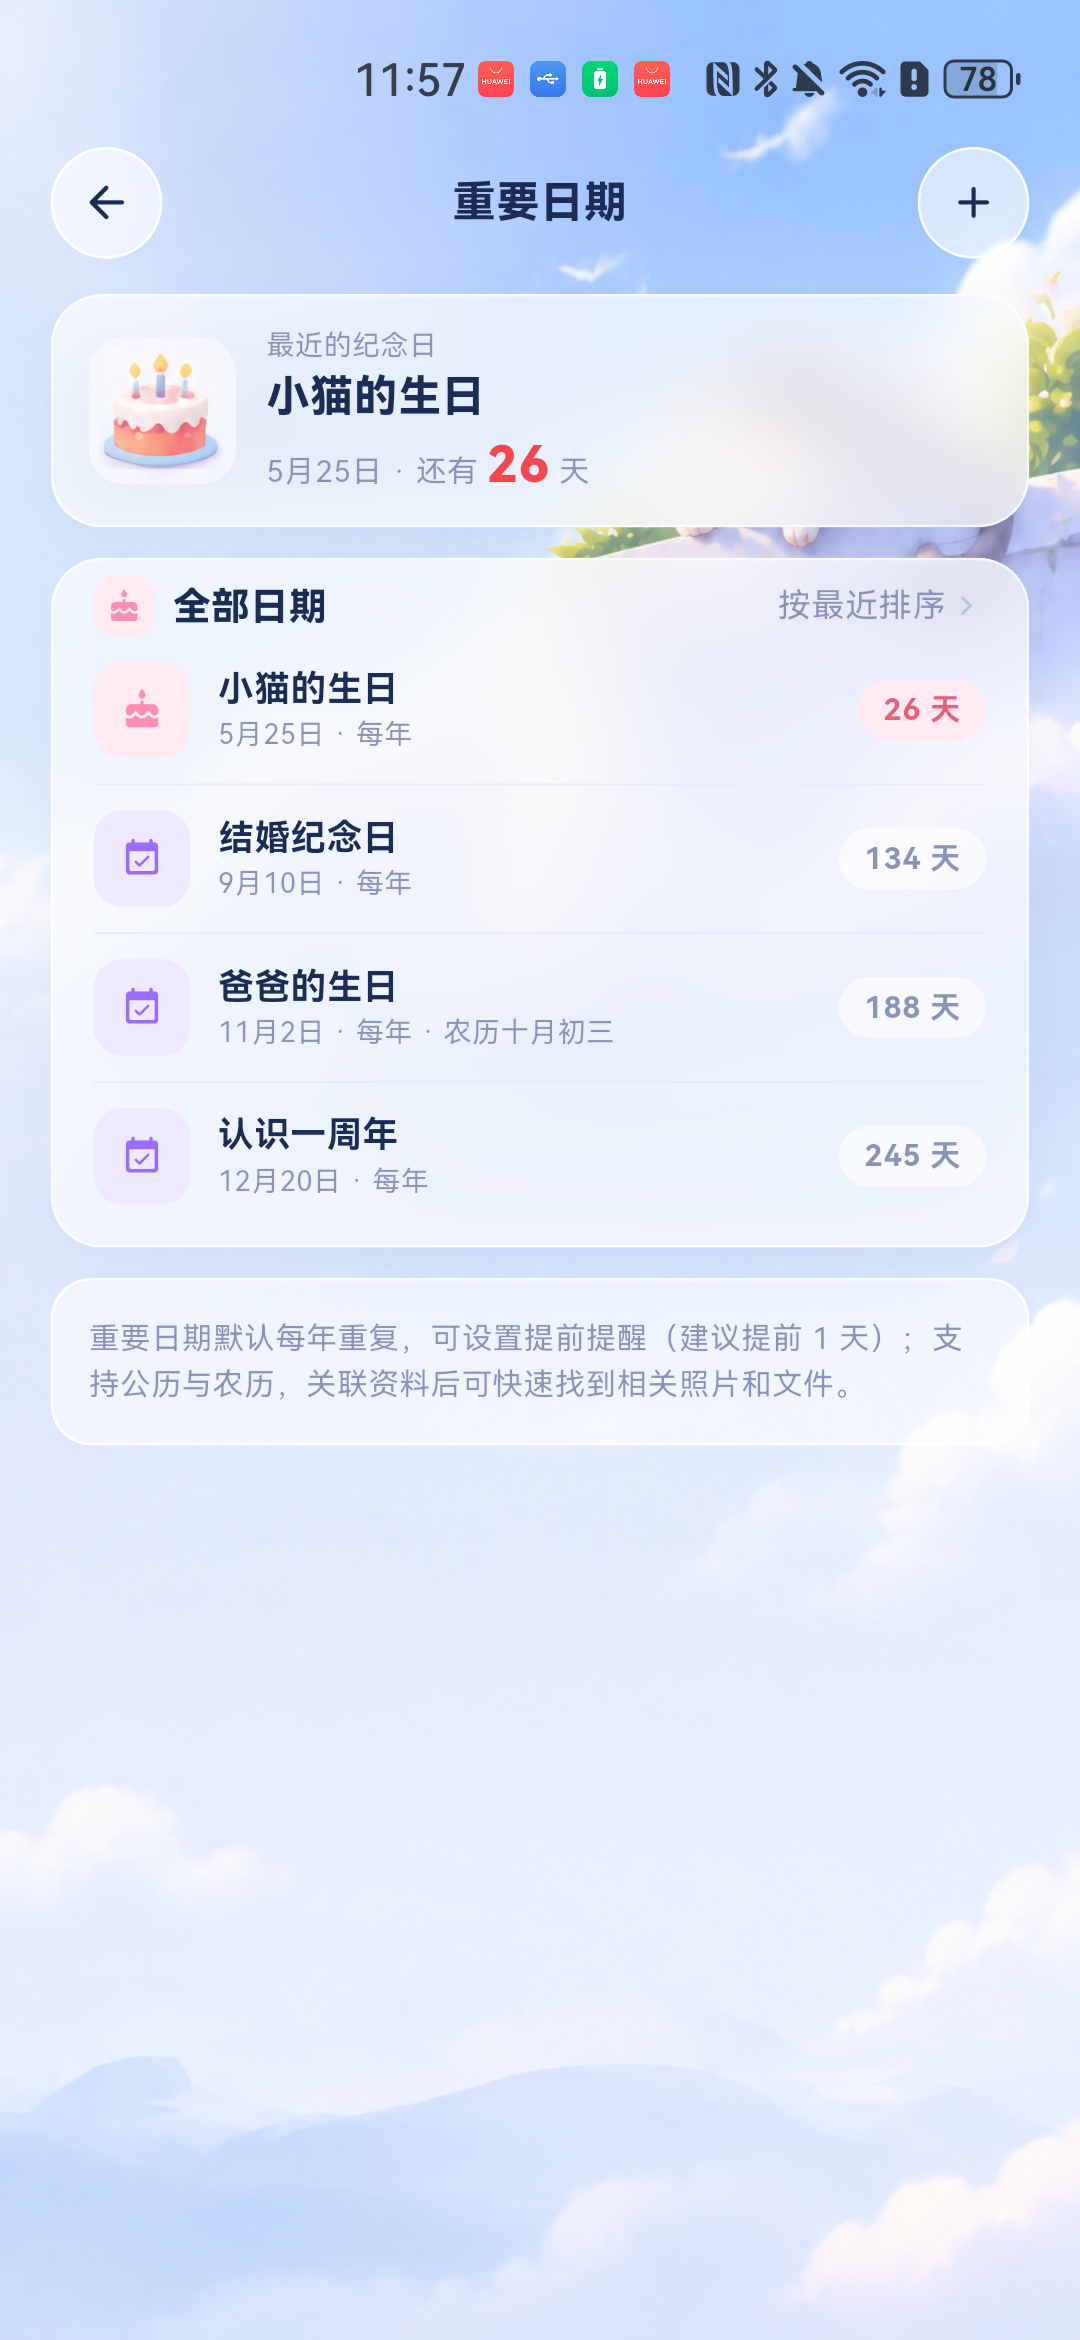 11:57 HUAWEI HUAWEI 78
重要日期
最近的纪念日
小猫的生日
5月25日 · 还有 26 天
全部日期 按最近排序
小猫的生日
5月25日 · 每年
26 天
结婚纪念日
9月10日 · 每年
134 天
爸爸的生日
11月2日 · 每年 · 农历十月初三
188 天
认识一周年
12月20日 · 每年
245 天
重要日期默认每年重复，可设置提前提醒（建议提前 1 天）；支
持公历与农历，关联资料后可快速找到相关照片和文件。